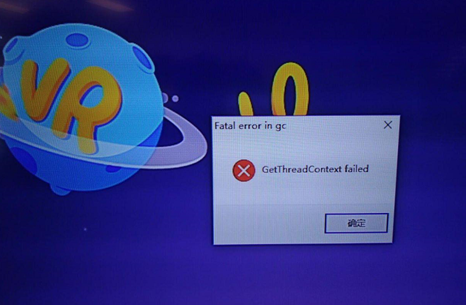 VR
Fatal error in gc
GetThreadContext failed
确定